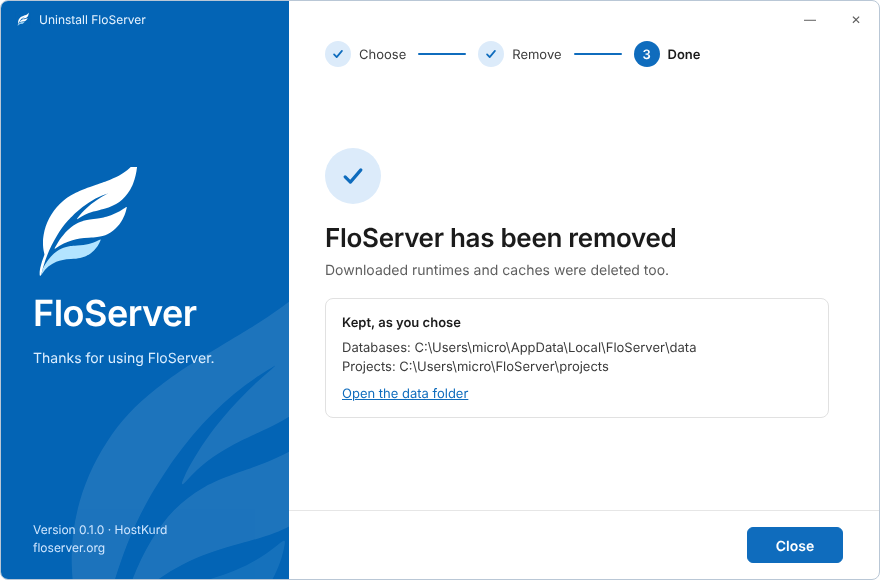 Uninstall FloServer
Choose
Remove
3 Done
FloServer
Thanks for using FloServer.
Version 0.1.0 · HostKurd
floserver.org
FloServer has been removed
Downloaded runtimes and caches were deleted too.
Kept, as you chose
Databases: C:\Users\micro\AppData\Local\FloServer\data
Projects: C:\Users\micro\FloServer\projects
Open the data folder
Close